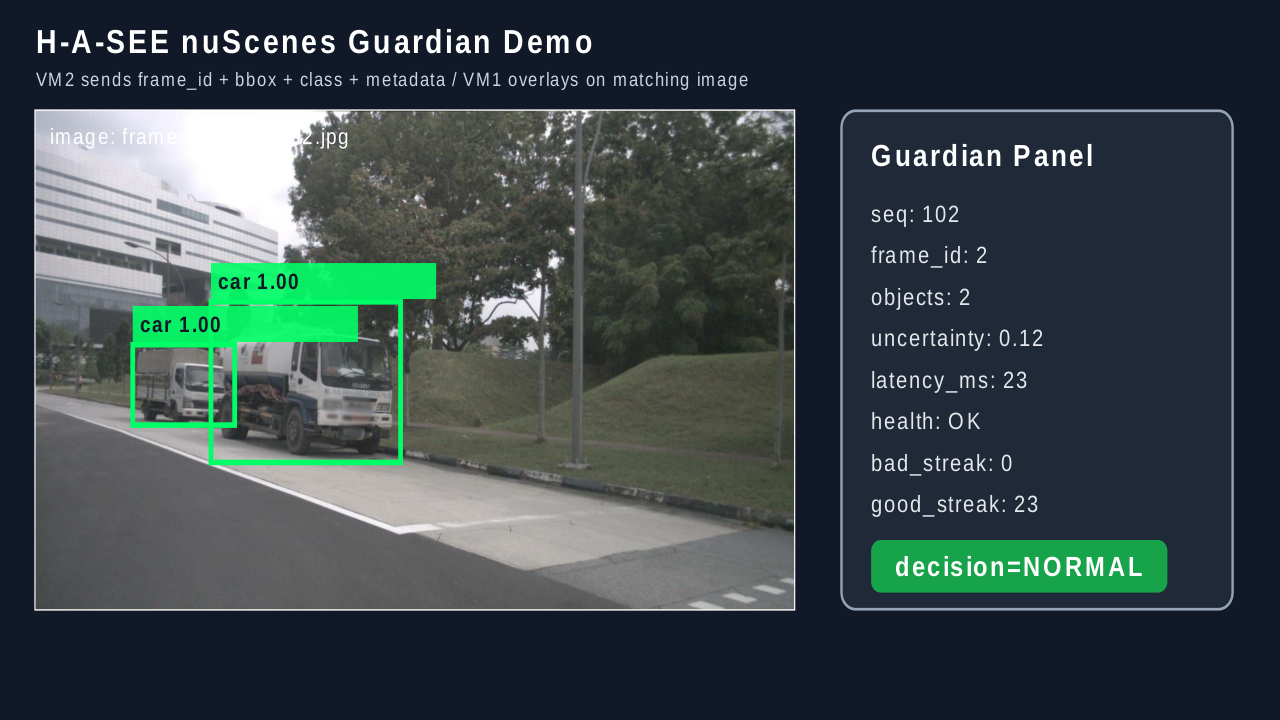 H-A-SEE nuScenes Guardian Demo
VM2 sends frame_id + bbox + class + metadata / VM1 overlays on matching image
image: frames 2.jpg
car 1.00
car 1.00
Guardian Panel
seq: 102
frame_id: 2
objects: 2
uncertainty: 0.12
latency_ms: 23
health: OK
bad_streak: 0
good_streak: 23
decision=NORMAL